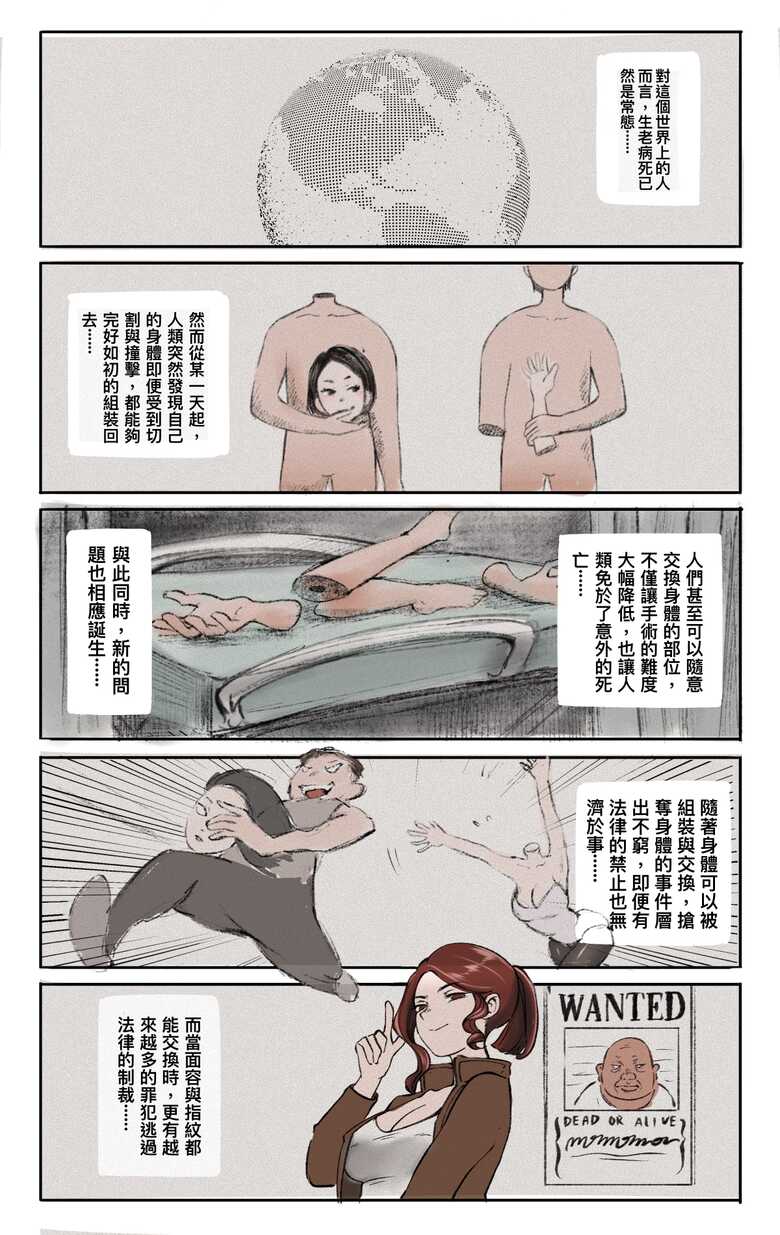 對這個世界上的人
而言，生老病死已
然是常態……
然而從某一天起，
人類突然發現自己
的身體即便受到切
割與撞擊，都能夠
完好如初的組裝回
去……
人們甚至可以隨意
交換身體的部位，
不僅讓手術的難度
大幅降低，也讓人
類免於了意外的死
亡……
與此同時，新的問
題也相應誕生……
隨著身體可以被
組裝與交換，搶
奪身體的事件層
出不窮，即便有
法律的禁止也無
濟於事……
而當面容與指紋都
能交換時，更有越
來越多的罪犯逃過
法律的制裁……
WANTED
DEAD OR ALIVE